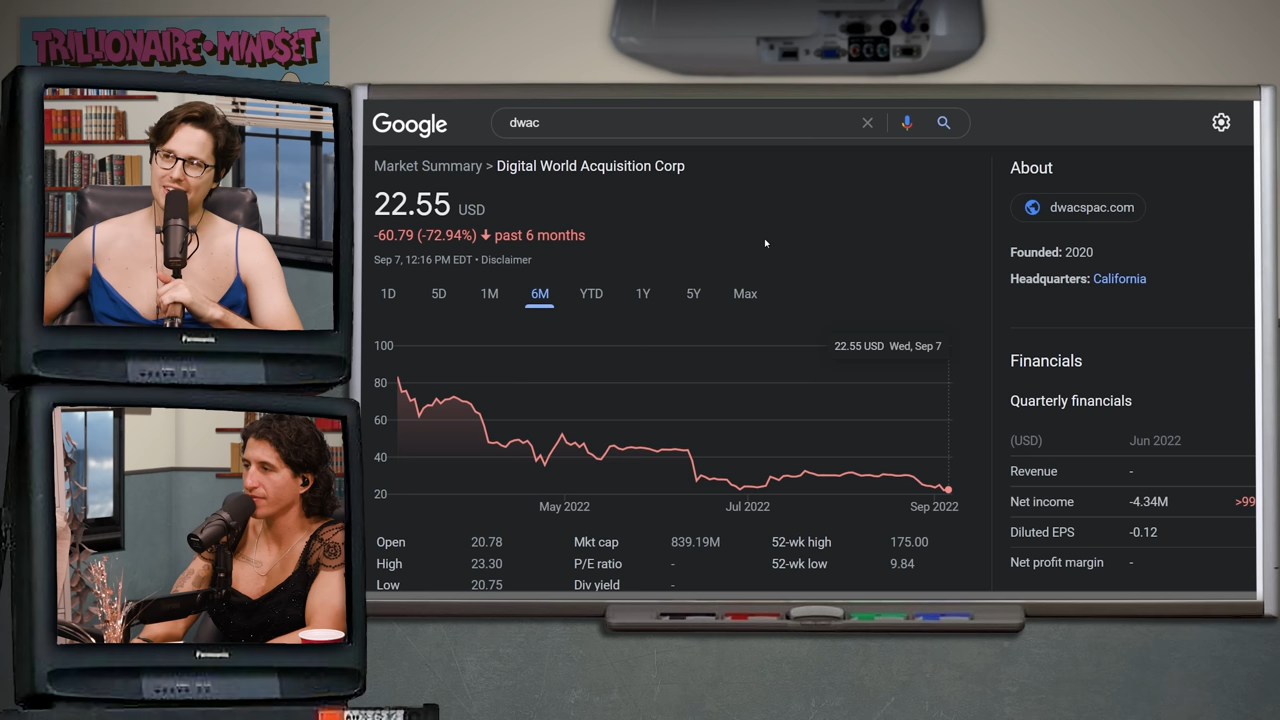 TRILLIONAIRE•MINDSET
Panasonic
Panasonic
Google
dwac
Market Summary > Digital World Acquisition Corp
22.55 USD
-60.79 (-72.94%) ↓ past 6 months
Sep 7, 12:16 PM EDT • Disclaimer
1D 5D 1M 6M YTD 1Y 5Y Max
22.55 USD Wed, Sep 7
100
80
60
40
20
May 2022 Jul 2022 Sep 2022
Open 20.78 Mkt cap 839.19M 52-wk high 175.00
High 23.30 P/E ratio - 52-wk low 9.84
Low 20.75 Div yield -
About
dwacspac.com
Founded: 2020
Headquarters: California
Financials
Quarterly financials
(USD) Jun 2022
Revenue -
Net income -4.34M >99
Diluted EPS -0.12
Net profit margin -